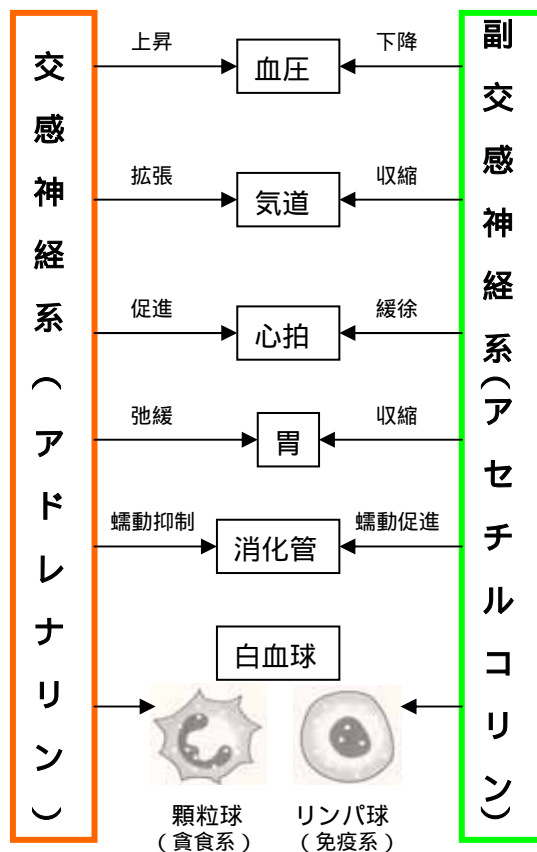 交感神経系(アドレナリン)
副交感神経系(アセチルコリン)
上昇 血圧 下降
拡張 気道 収縮
促進 心拍 緩徐
弛緩 胃 収縮
蠕動抑制 消化管 蠕動促進
白血球
顆粒球 リンパ球
(貪食系) (免疫系)